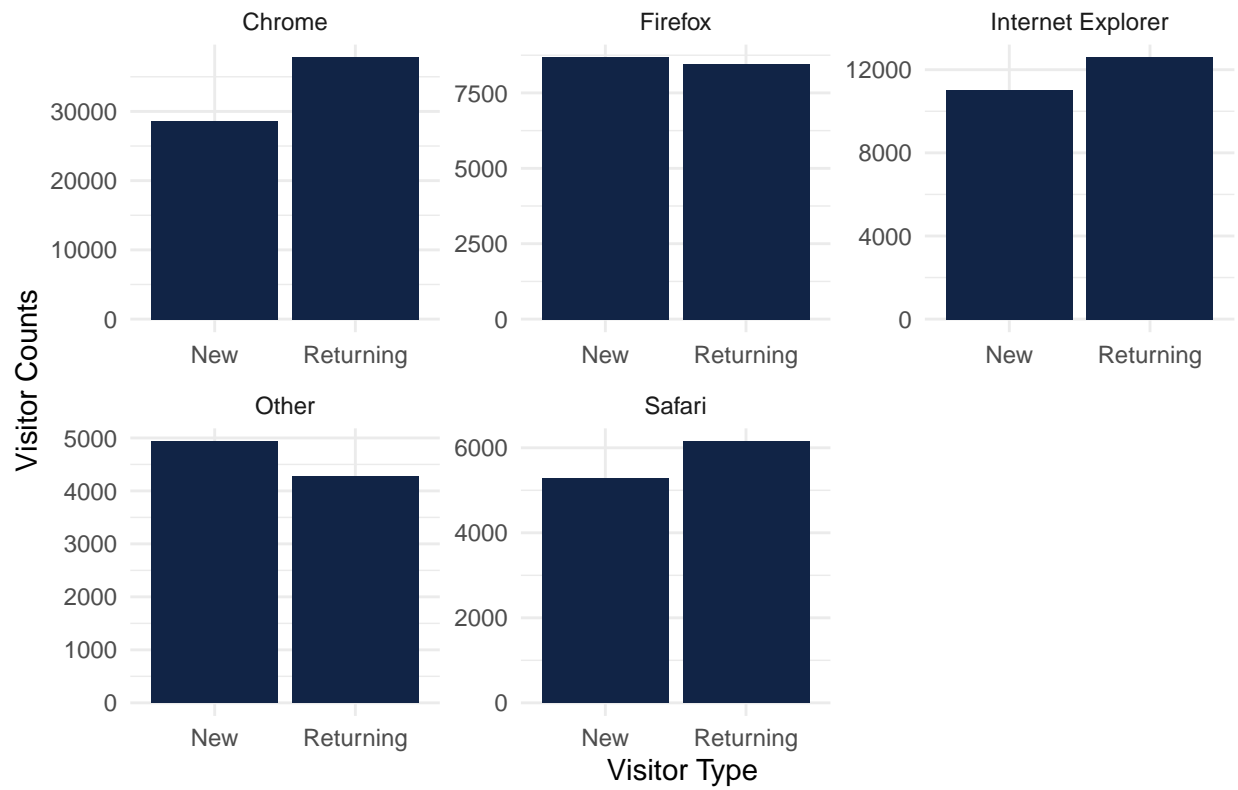 Visitor Counts
Chrome
30000
20000
10000
0
New Returning
Firefox
7500
5000
2500
0
New Returning
Internet Explorer
12000
8000
4000
0
New Returning
Other
5000
4000
3000
2000
1000
0
New Returning
Safari
6000
4000
2000
0
New Returning
Visitor Type